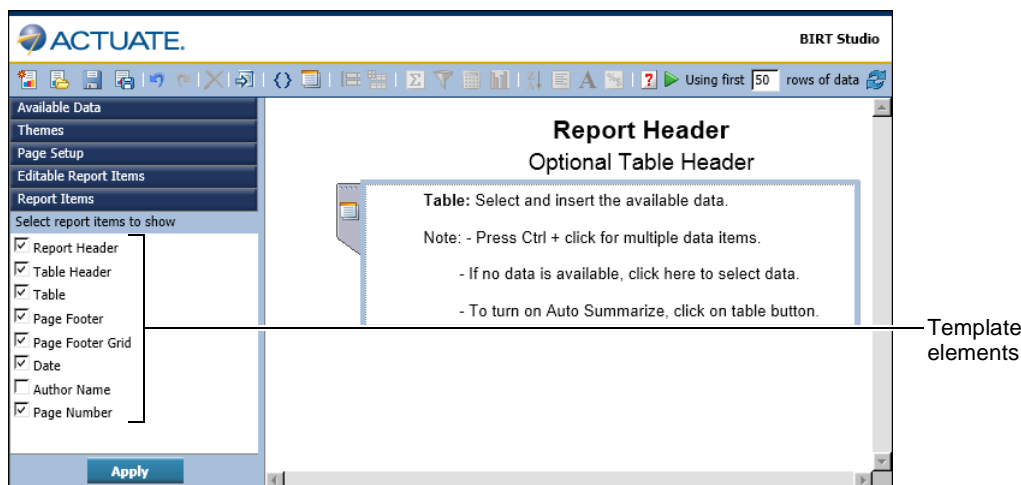 ACTUATE.
BIRT Studio
Using first 50 rows of data
Available Data
Themes
Page Setup
Editable Report Items
Report Items
Select report items to show
Report Header
Table Header
Table
Page Footer
Page Footer Grid
Date
Author Name
Page Number
Apply
Report Header
Optional Table Header
Table: Select and insert the available data.
Note: - Press Ctrl + click for multiple data items.
- If no data is available, click here to select data.
- To turn on Auto Summarize, click on table button.
Template
elements